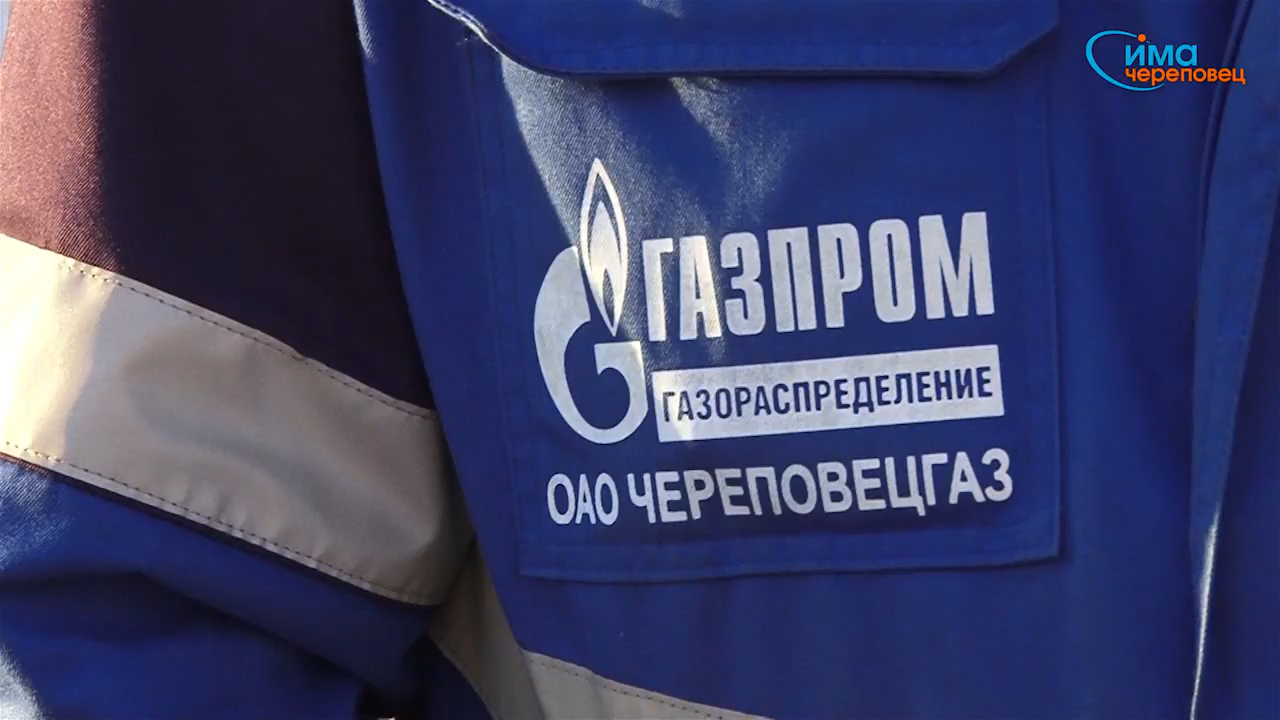 има
череповец
ГАЗПРОМ
ГАЗОРАСПРЕДЕЛЕНИЕ
ОАО ЧЕРЕПОВЕЦГАЗ